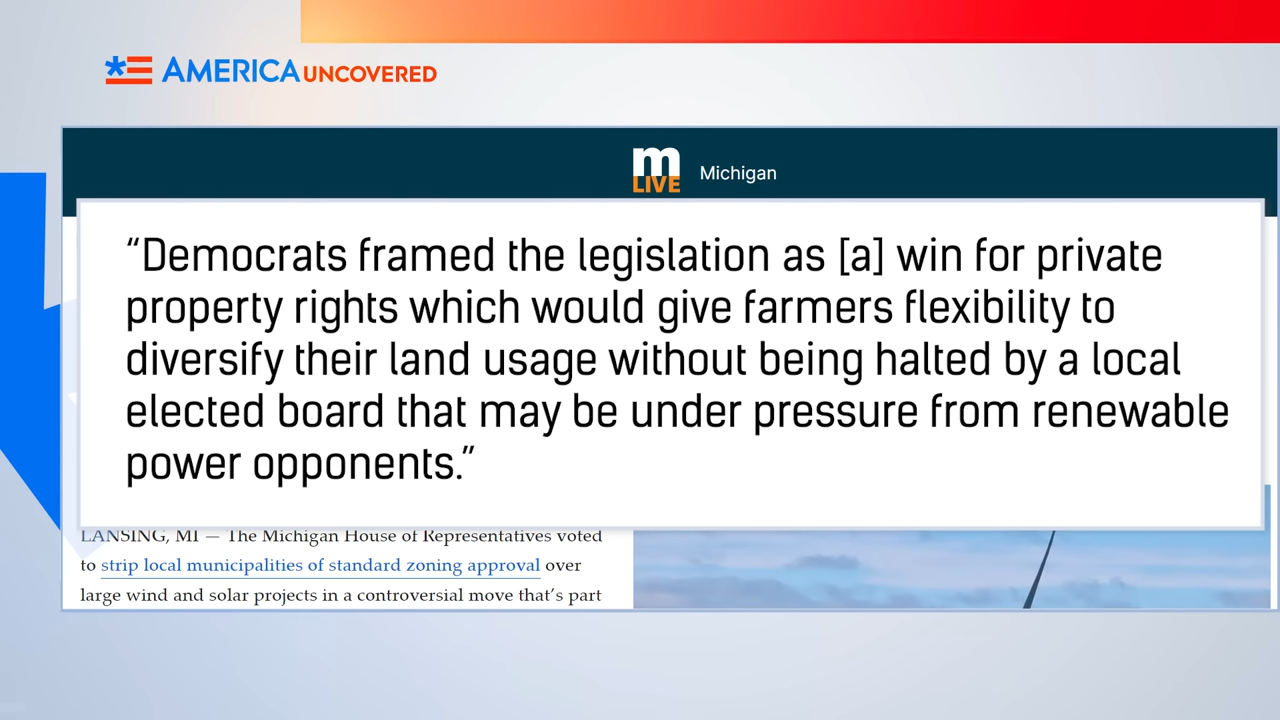 AMERICA UNCOVERED
m
LIVE
Michigan
“Democrats framed the legislation as [a] win for private
property rights which would give farmers flexibility to
diversify their land usage without being halted by a local
elected board that may be under pressure from renewable
power opponents.”
LANSING, MI — The Michigan House of Representatives voted
to strip local municipalities of standard zoning approval over
large wind and solar projects in a controversial move that’s part